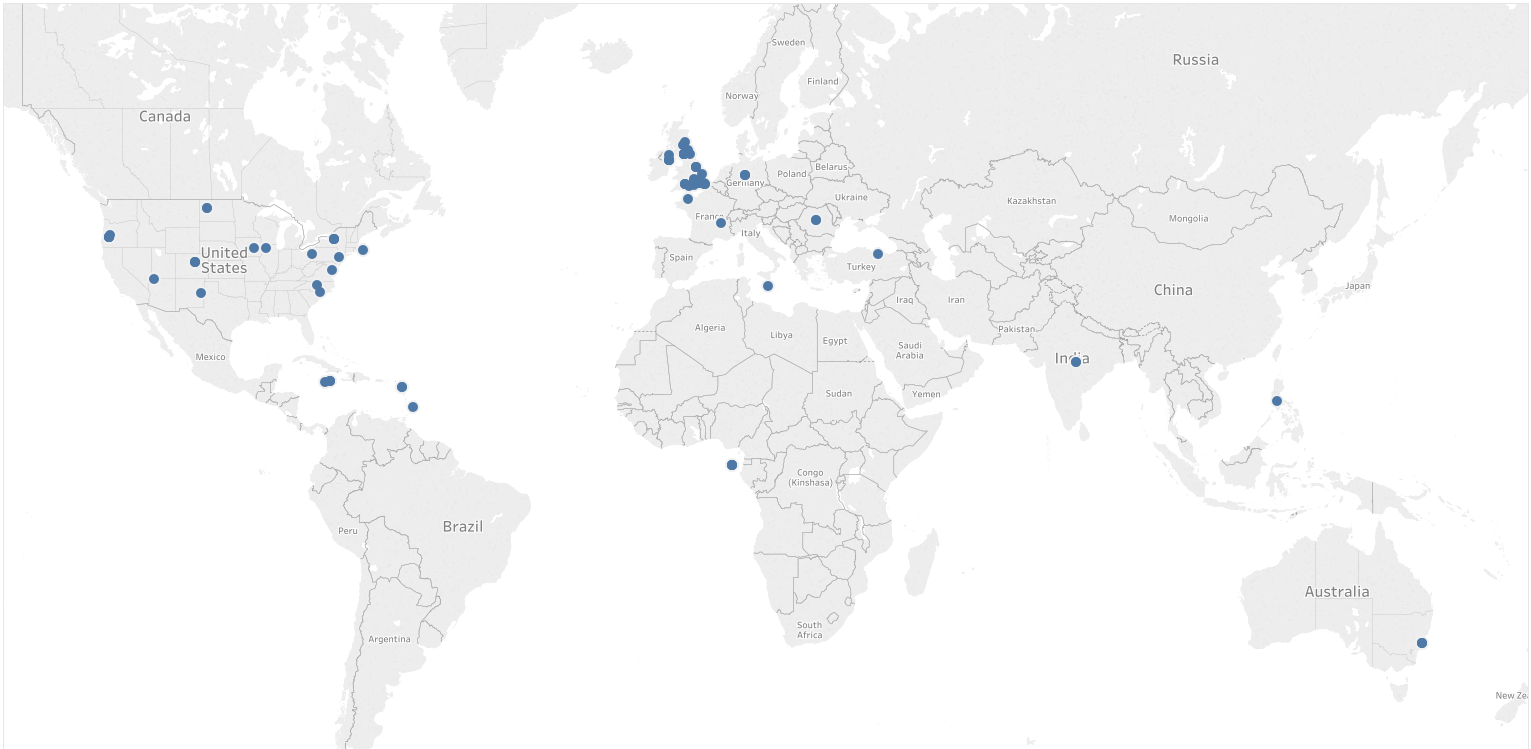 Sweden
Russia
Finland
Norway
Canada
Belarus
Poland
Germany
Ukraine
Kazakhstan
France
Mongolia
Italy
United
States
Spain
Turkey
China
Japan
Iraq
Iran
Algeria
Pakistan
Libya
Egypt
Saudi
Arabia
Mexico
India
Sudan
Yemen
Congo
(Kinshasa)
Brazil
Peru
Australia
South
Africa
Argentina
New Ze